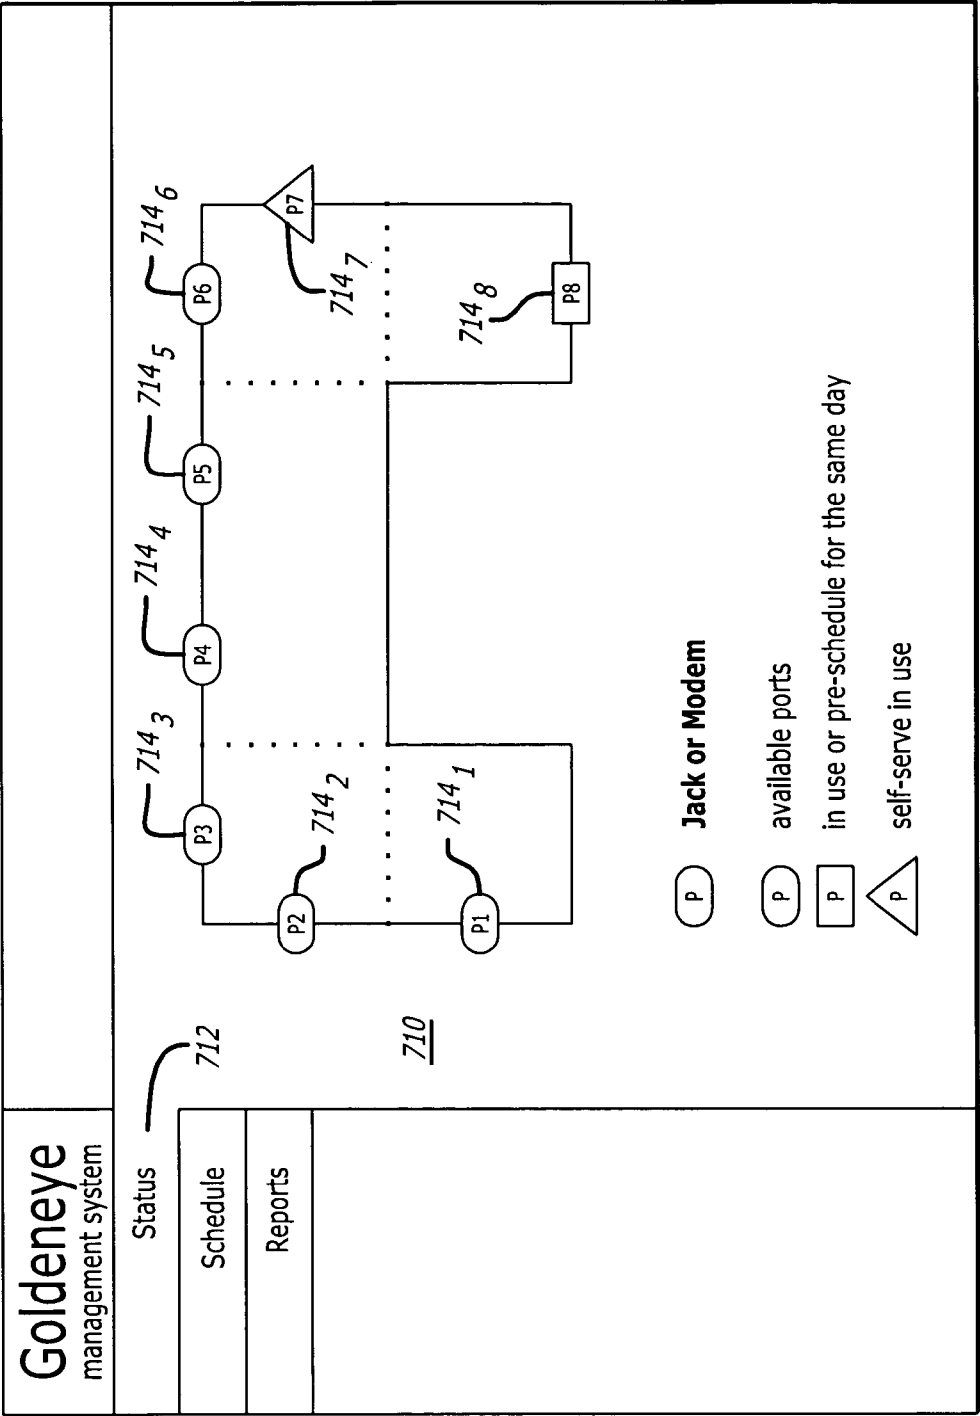 Goldeneye
management system
Status
Schedule
Reports
712
710
714 1
714 2
714 3
714 4
714 5
714 6
714 7
714 8
P1
P2
P3
P4
P5
P6
P7
P8
P Jack or Modem
P available ports
P in use or pre-schedule for the same day
P self-serve in use